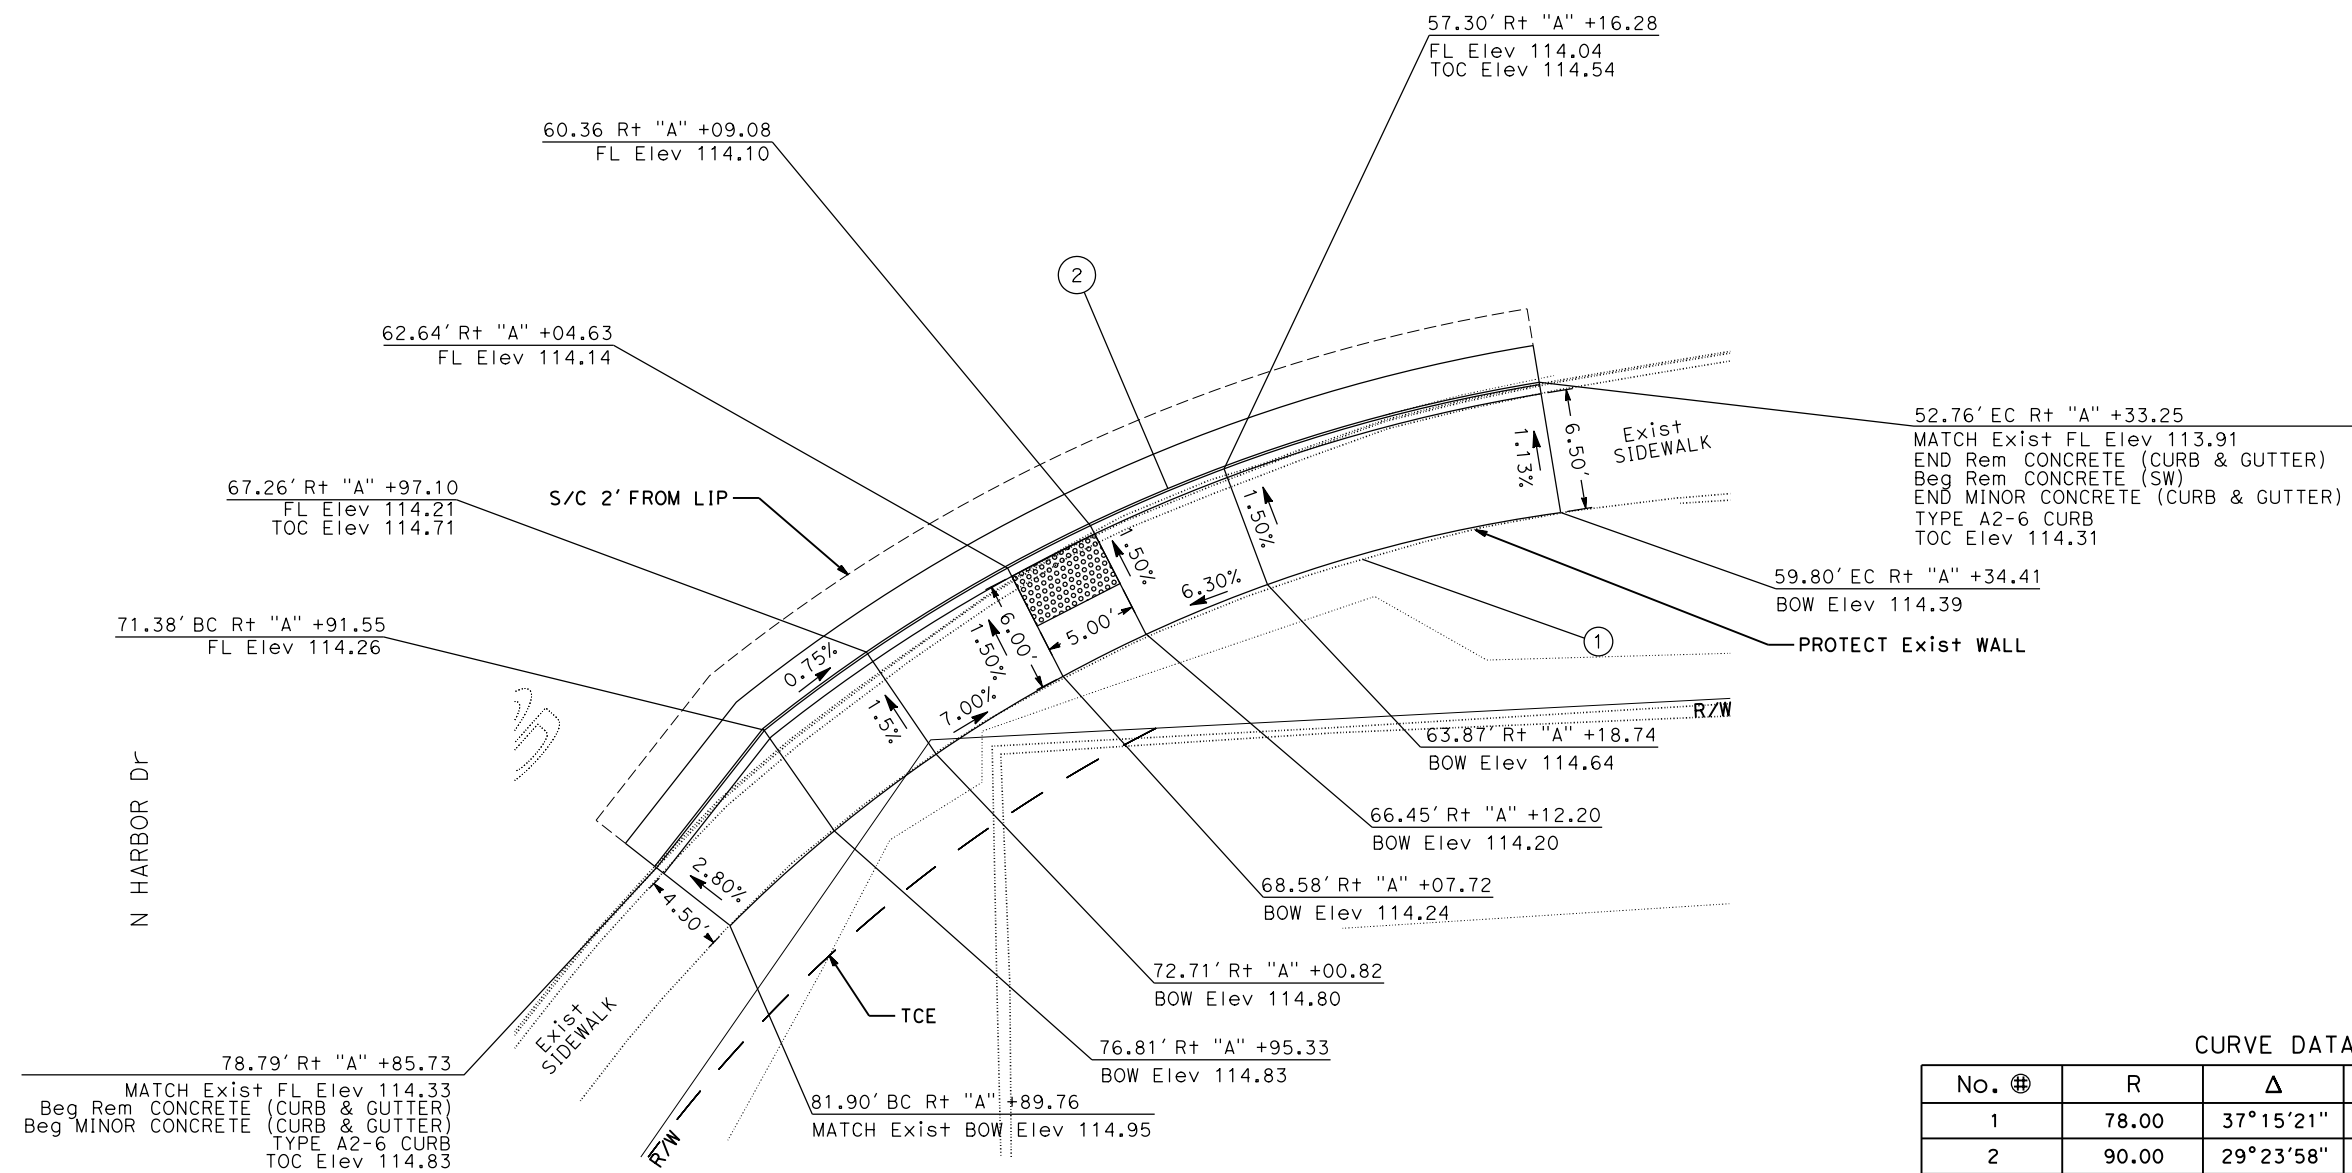 57.30' Rt "A" +16.28
FL Elev 114.04
TOC Elev 114.54
60.36 Rt "A" +09.08
FL Elev 114.10
2
62.64' Rt "A" +04.63
FL Elev 114.14
67.26' Rt "A" +97.10
FL Elev 114.21
TOC Elev 114.71
S/C 2' FROM LIP
71.38' BC Rt "A" +91.55
FL Elev 114.26
52.76' EC Rt "A" +33.25
MATCH Exist FL Elev 113.91
END Rem CONCRETE (CURB & GUTTER)
Beg Rem CONCRETE (SW)
END MINOR CONCRETE (CURB & GUTTER)
TYPE A2-6 CURB
TOC Elev 114.31
Exist
SIDEWALK
6.50'
1.13%
1.50%
1.50%
6.30%
5.00'
6.00'
1.50%
0.75%
7.00%
1.5%
59.80' EC Rt "A" +34.41
BOW Elev 114.39
1
PROTECT Exist WALL
R/W
63.87' Rt "A" +18.74
BOW Elev 114.64
66.45' Rt "A" +12.20
BOW Elev 114.20
68.58' Rt "A" +07.72
BOW Elev 114.24
72.71' Rt "A" +00.82
BOW Elev 114.80
76.81' Rt "A" +95.33
BOW Elev 114.83
81.90' BC Rt "A" +89.76
MATCH Exist BOW Elev 114.95
N HARBOR Dr
2.80%
4.50'
TCE
Exist
SIDEWALK
R/W
78.79' Rt "A" +85.73
MATCH Exist FL Elev 114.33
Beg Rem CONCRETE (CURB & GUTTER)
Beg MINOR CONCRETE (CURB & GUTTER)
TYPE A2-6 CURB
TOC Elev 114.83
CURVE DATA
No. # R Δ
1 78.00 37°15'21"
2 90.00 29°23'58"